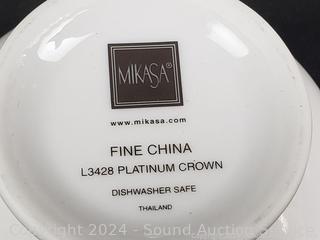 MIKASA®
www.mikasa.com
FINE CHINA
L3428 PLATINUM CROWN
DISHWASHER SAFE
THAILAND
Copyright 2024 - Sound Auction Service